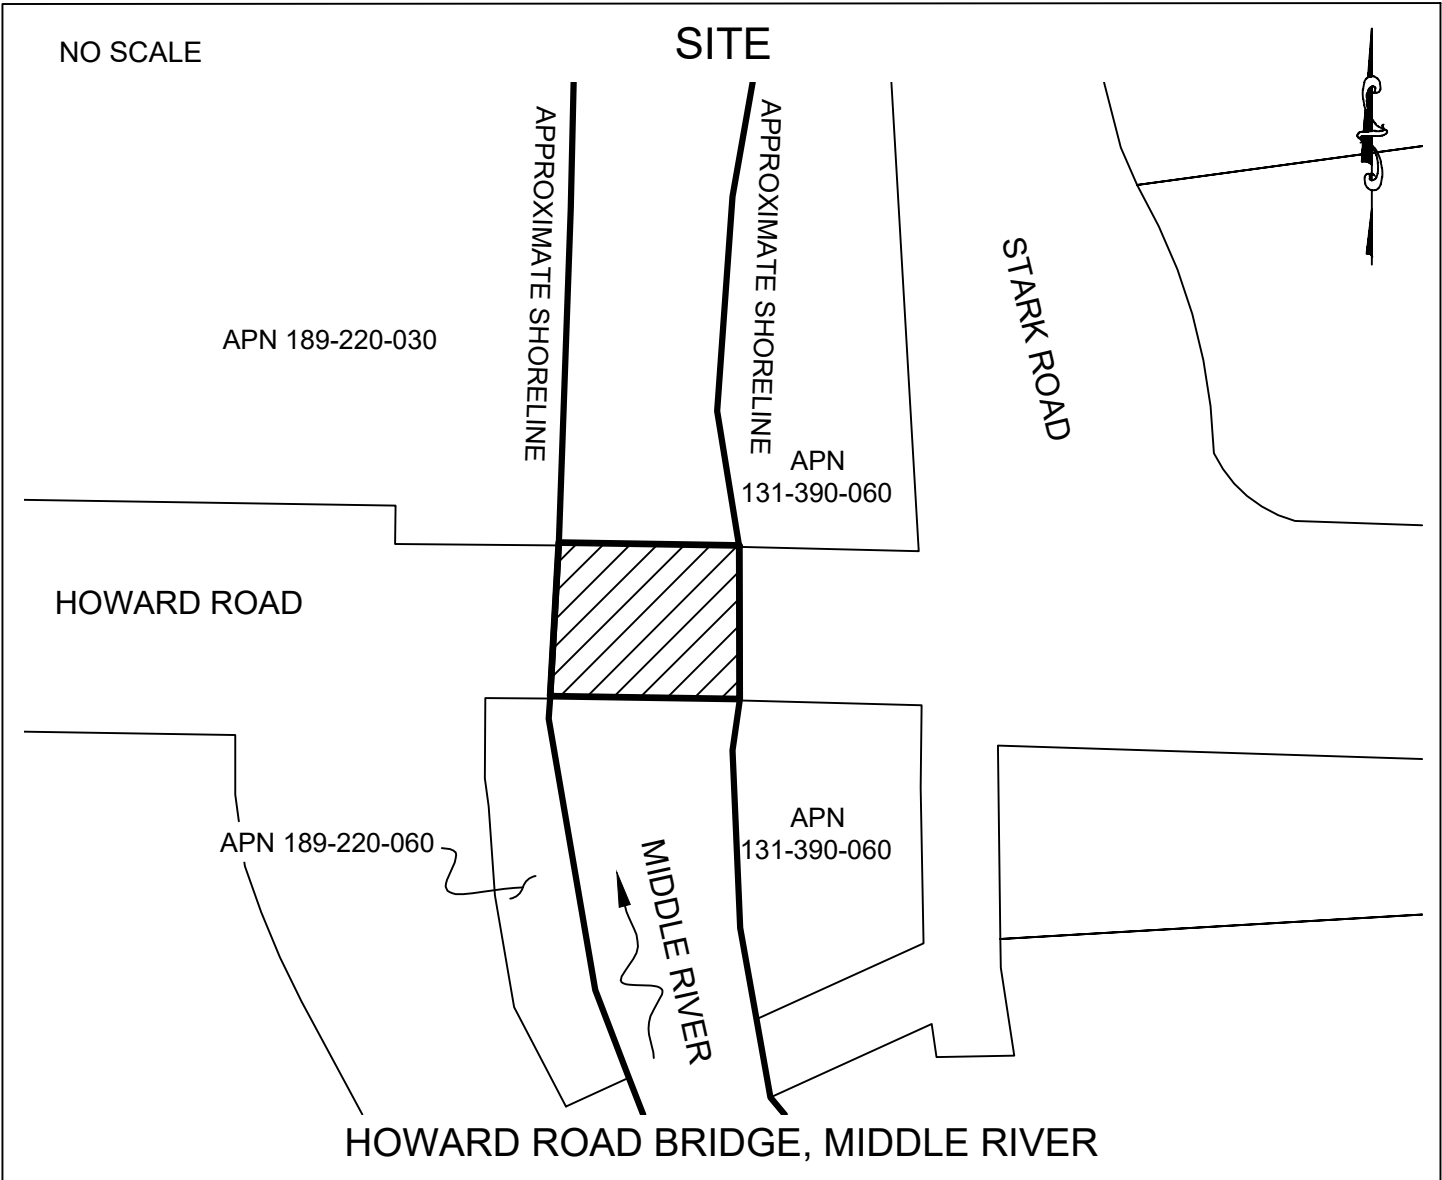 NO SCALE
SITE
APPROXIMATE SHORELINE
APPROXIMATE SHORELINE
STARK ROAD
APN 189-220-030
APN
131-390-060
HOWARD ROAD
APN 189-220-060
MIDDLE RIVER
APN
131-390-060
HOWARD ROAD BRIDGE, MIDDLE RIVER